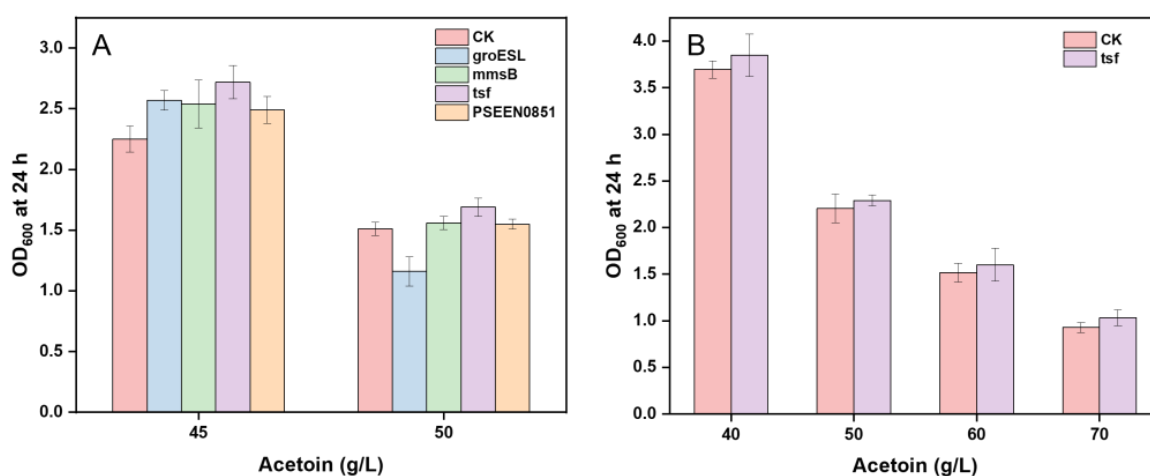 A
CK
groESL
mmsB
tsf
PSEEN0851
OD600 at 24 h
3.0
2.5
2.0
1.5
1.0
0.5
0.0
45
50
Acetoin (g/L)
B
CK
tsf
OD600 at 24 h
4.0
3.5
3.0
2.5
2.0
1.5
1.0
0.5
0.0
40
50
60
70
Acetoin (g/L)